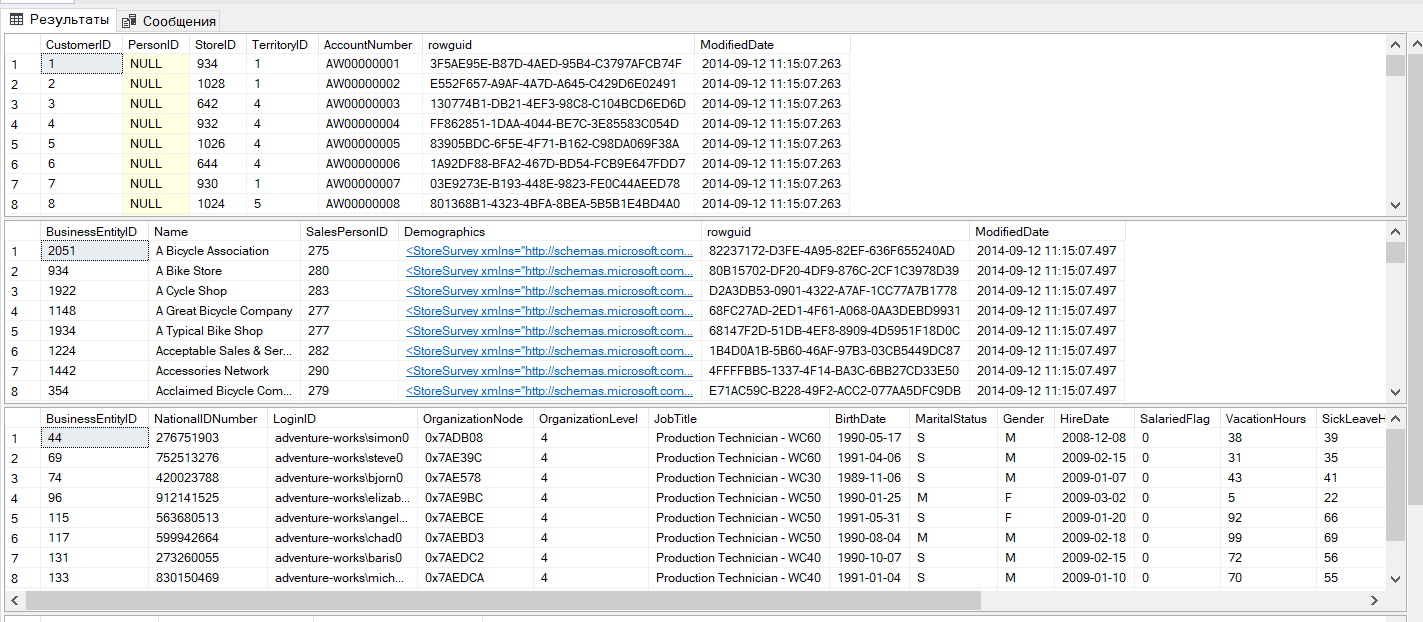 Результаты Сообщения
CustomerID PersonID StoreID TerritoryID AccountNumber rowguid ModifiedDate
1 1 NULL 934 1 AW00000001 3F5AE95E-B87D-4AED-95B4-C3797AFCB74F 2014-09-12 11:15:07.263
2 2 NULL 1028 1 AW00000002 E552F657-A9AF-4A7D-A645-C429D6E02491 2014-09-12 11:15:07.263
3 3 NULL 642 4 AW00000003 130774B1-DB21-4EF3-98C8-C104BCD6ED6D 2014-09-12 11:15:07.263
4 4 NULL 932 4 AW00000004 FF862851-1DAA-4044-BE7C-3E85583C054D 2014-09-12 11:15:07.263
5 5 NULL 1026 4 AW00000005 83905BDC-6F5E-4F71-B162-C98DA069F38A 2014-09-12 11:15:07.263
6 6 NULL 644 4 AW00000006 1A92DF88-BFA2-467D-BD54-FCB9E647FDD7 2014-09-12 11:15:07.263
7 7 NULL 930 1 AW00000007 03E9273E-B193-448E-9823-FE0C44AEED78 2014-09-12 11:15:07.263
8 8 NULL 1024 5 AW00000008 801368B1-4323-4BFA-8BEA-5B5B1E4BD4A0 2014-09-12 11:15:07.263
BusinessEntityID Name SalesPersonID Demographics rowguid ModifiedDate
1 2051 A Bicycle Association 275 <StoreSurvey xmlns="http://schemas.microsoft.com... 82237172-D3FE-4A95-82EF-636F655240AD 2014-09-12 11:15:07.497
2 934 A Bike Store 280 <StoreSurvey xmlns="http://schemas.microsoft.com... 80B15702-DF20-4DF9-876C-2CF1C3978D39 2014-09-12 11:15:07.497
3 1922 A Cycle Shop 283 <StoreSurvey xmlns="http://schemas.microsoft.com... D2A3DB53-0901-4322-A7AF-1CC77A7B1778 2014-09-12 11:15:07.497
4 1148 A Great Bicycle Company 277 <StoreSurvey xmlns="http://schemas.microsoft.com... 68FC27AD-2ED1-4F61-A068-0AA3DEBD9931 2014-09-12 11:15:07.497
5 1934 A Typical Bike Shop 277 <StoreSurvey xmlns="http://schemas.microsoft.com... 68147F2D-51DB-4EF8-8909-4D5951F18D0C 2014-09-12 11:15:07.497
6 1224 Acceptable Sales & Ser... 282 <StoreSurvey xmlns="http://schemas.microsoft.com... 1B4D0A1B-5B60-46AF-97B3-03CB5449DC87 2014-09-12 11:15:07.497
7 1442 Accessories Network 290 <StoreSurvey xmlns="http://schemas.microsoft.com... 4FFFFBB5-1337-4F14-BA3C-6BB27CD33E50 2014-09-12 11:15:07.497
8 354 Acclaimed Bicycle Com... 279 <StoreSurvey xmlns="http://schemas.microsoft.com... E71AC59C-B228-49F2-ACC2-077AA5DFC9DB 2014-09-12 11:15:07.497
BusinessEntityID NationalIDNumber LoginID OrganizationNode OrganizationLevel JobTitle BirthDate MaritalStatus Gender HireDate SalariedFlag VacationHours SickLeaveH
1 44 276751903 adventure-works\simon0 0x7ADB08 4 Production Technician - WC60 1990-05-17 S M 2008-12-08 0 38 39
2 69 752513276 adventure-works\steve0 0x7AE39C 4 Production Technician - WC60 1991-04-06 S M 2009-02-15 0 31 35
3 74 420023788 adventure-works\bjorn0 0x7AE578 4 Production Technician - WC30 1989-11-06 S M 2009-01-07 0 43 41
4 96 912141525 adventure-works\elizab... 0x7AE9BC 4 Production Technician - WC50 1990-01-25 M F 2009-03-02 0 5 22
5 115 563680513 adventure-works\angel... 0x7AEBCE 4 Production Technician - WC50 1991-05-31 S F 2009-01-20 0 92 66
6 117 599942664 adventure-works\chad0 0x7AEBD3 4 Production Technician - WC50 1990-08-04 M M 2009-02-18 0 99 69
7 131 273260055 adventure-works\baris0 0x7AEDC2 4 Production Technician - WC40 1990-10-07 S M 2009-02-15 0 72 56
8 133 830150469 adventure-works\mich... 0x7AEDCA 4 Production Technician - WC40 1991-01-04 S M 2009-01-10 0 70 55